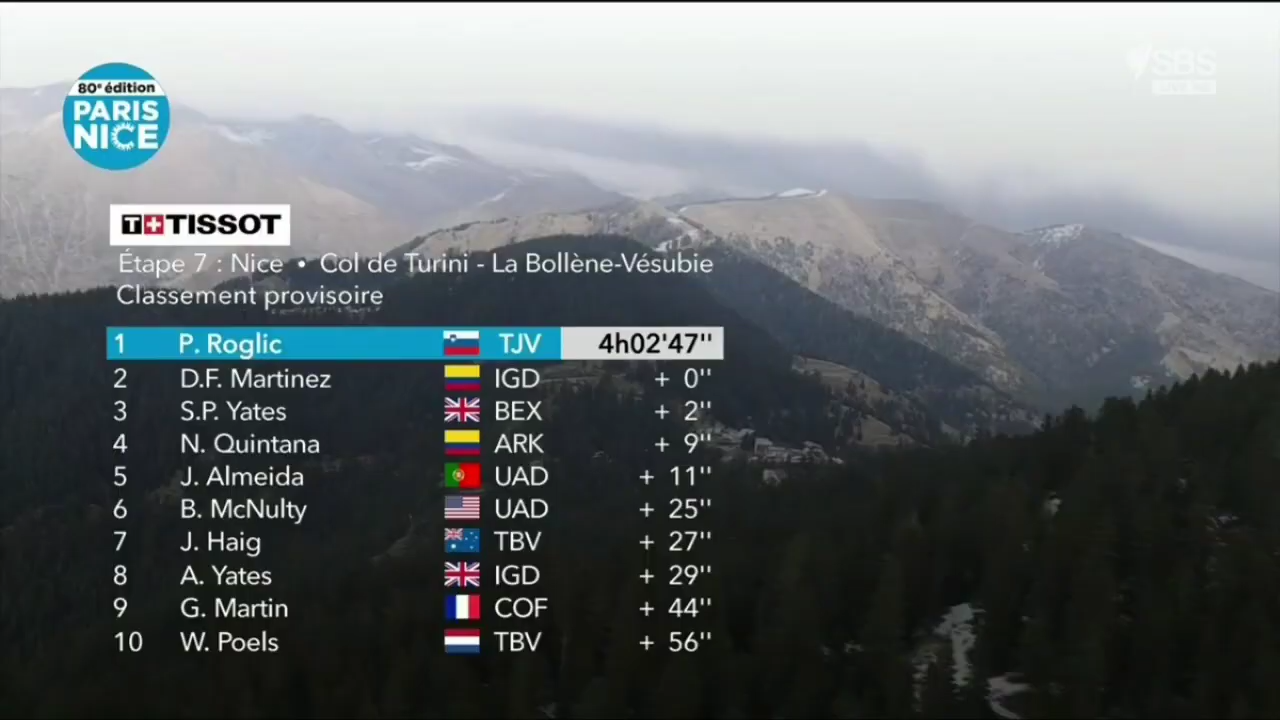 80e édition
PARIS
NICE
SBS
TISSOT
Étape 7 : Nice • Col de Turini - La Bollène-Vésubie
Classement provisoire
1 P. Roglic TJV 4h02'47''
2 D.F. Martinez IGD + 0''
3 S.P. Yates BEX + 2''
4 N. Quintana ARK + 9''
5 J. Almeida UAD + 11''
6 B. McNulty UAD + 25''
7 J. Haig TBV + 27''
8 A. Yates IGD + 29''
9 G. Martin COF + 44''
10 W. Poels TBV + 56''